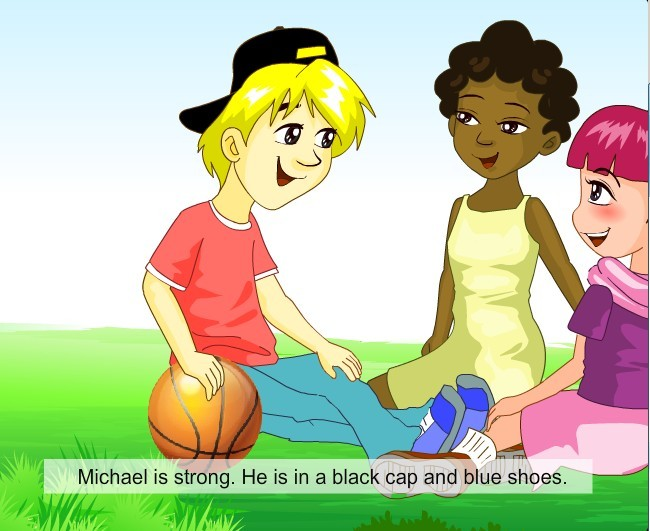 Michael is strong. He is in a black cap and blue shoes.